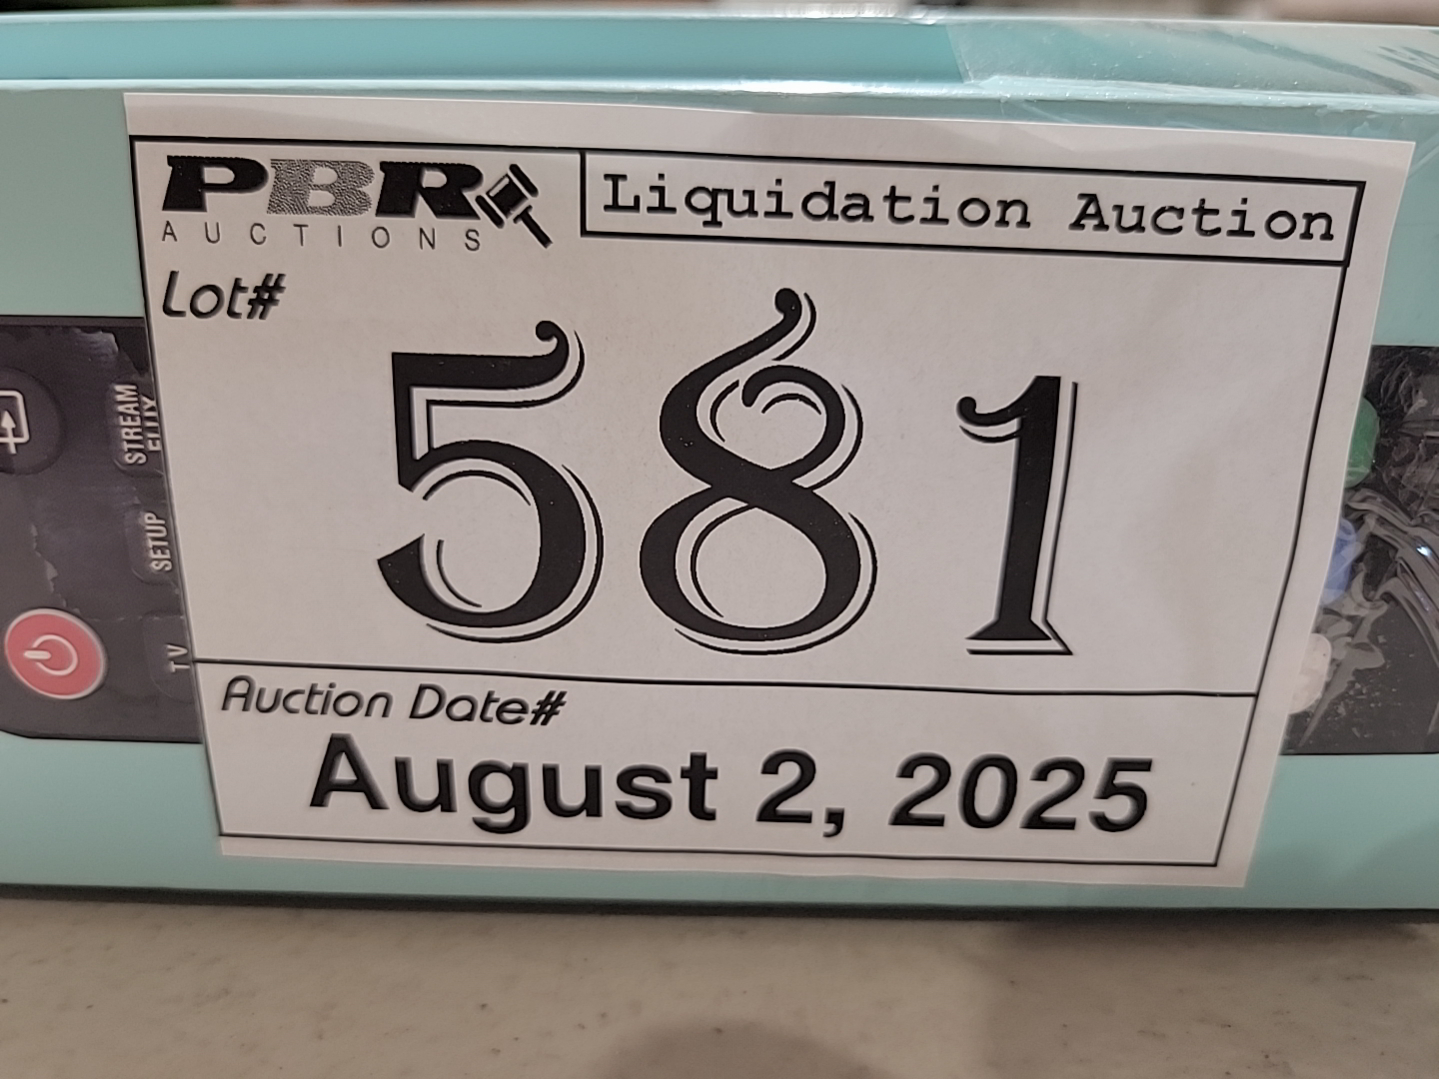 PBR
AUCTIONS
Liquidation Auction
Lot#
581
STREAM
SETUP
TV
Auction Date#
August 2, 2025